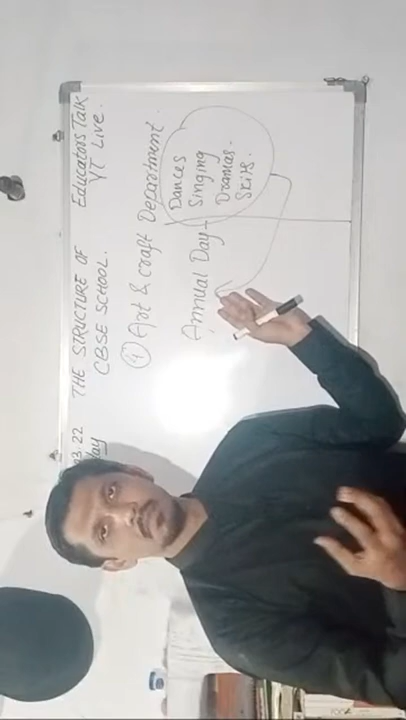 03.22
day
THE STRUCTURE OF
CBSE SCHOOL.
Educators Talk
YT Live.
④ Art & craft Department.
Annual Day -
Dances
Singing
Dramas.
Skits.